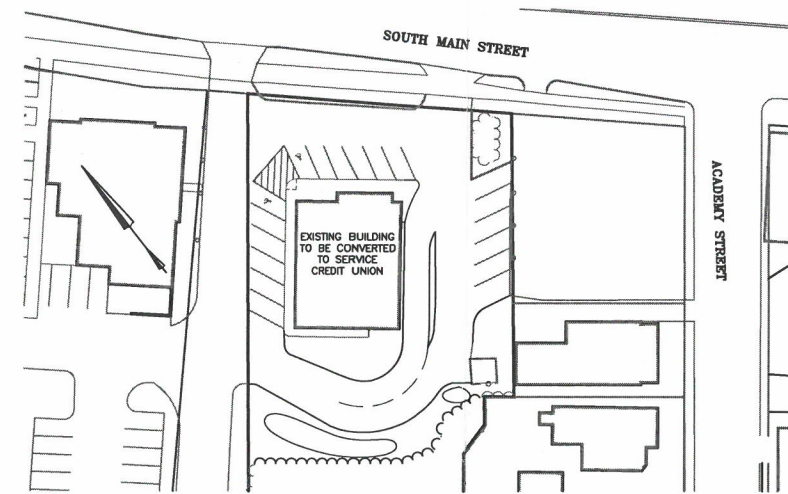 SOUTH MAIN STREET
ACADEMY STREET
EXISTING BUILDING
TO BE CONVERTED
TO SERVICE
CREDIT UNION